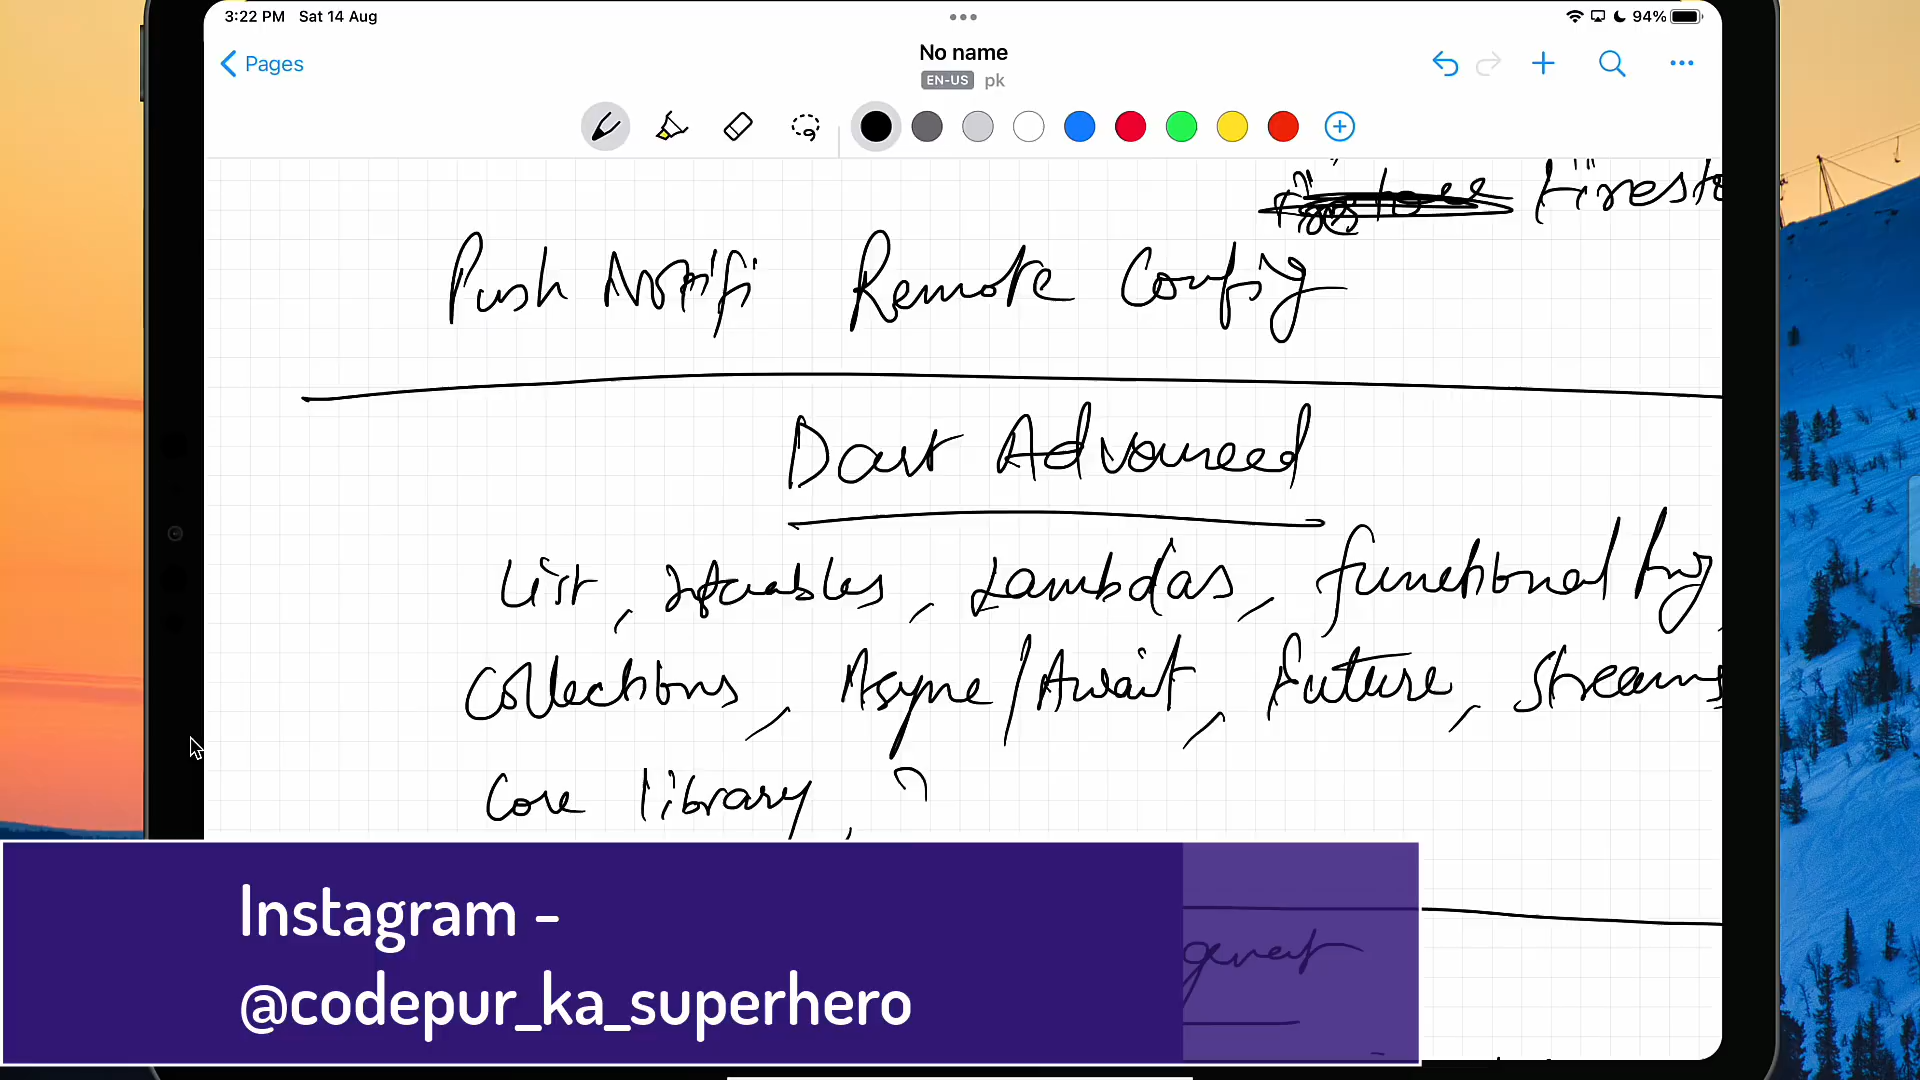 3:22 PM Sat 14 Aug
94%
Pages
No name
EN-US pk
Firesto
Push Notifi Remote Config
Dart Advanced
List, Iterables, Lambdas, functional
Collections, Async/Await, Future, Streams
Core library,
Instagram -
@codepur_ka_superhero